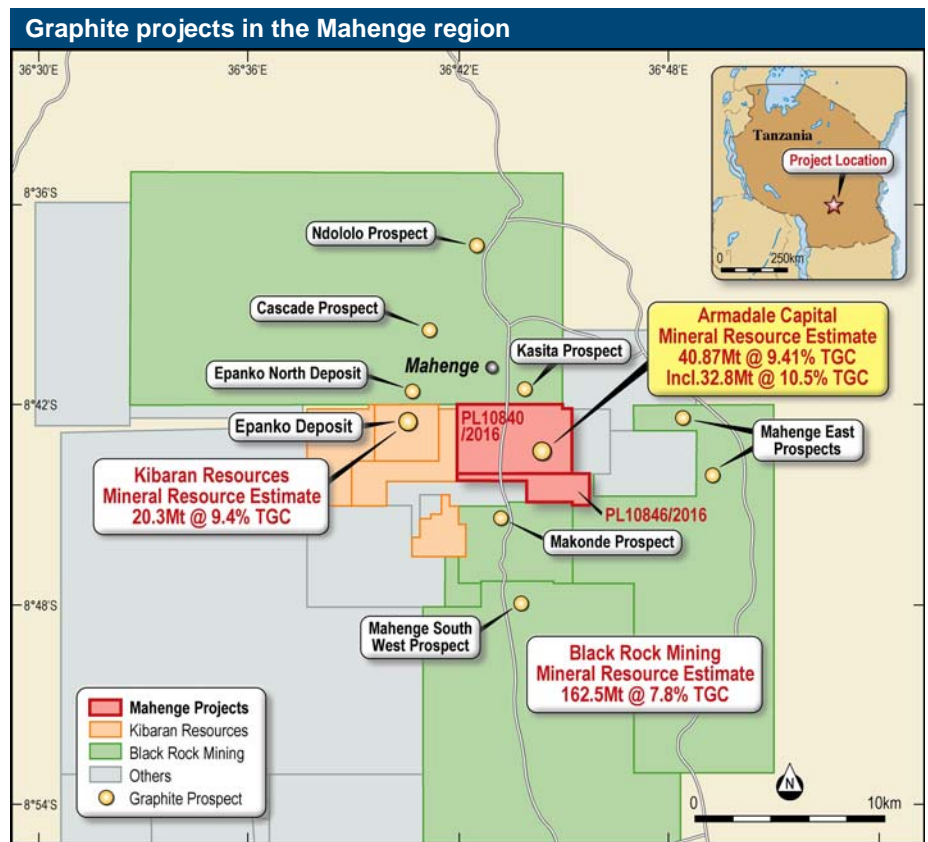 Graphite projects in the Mahenge region
36°30'E
36°36'E
36°42'E
36°48'E
Tanzania
Project Location
0
250km
8°36'S
Ndololo Prospect
Cascade Prospect
Armadale Capital
Mineral Resource Estimate
40.87Mt @ 9.41% TGC
Incl.32.8Mt @ 10.5% TGC
Kasita Prospect
Mahenge
Epanko North Deposit
8°42'S
PL10840
/2016
Epanko Deposit
Mahenge East
Prospects
Kibaran Resources
Mineral Resource Estimate
20.3Mt @ 9.4% TGC
PL10846/2016
Makonde Prospect
8°48'S
Mahenge South
West Prospect
Black Rock Mining
Mineral Resource Estimate
162.5Mt @ 7.8% TGC
Mahenge Projects
Kibaran Resources
Black Rock Mining
Others
Graphite Prospect
N
8°54'S
0
10km